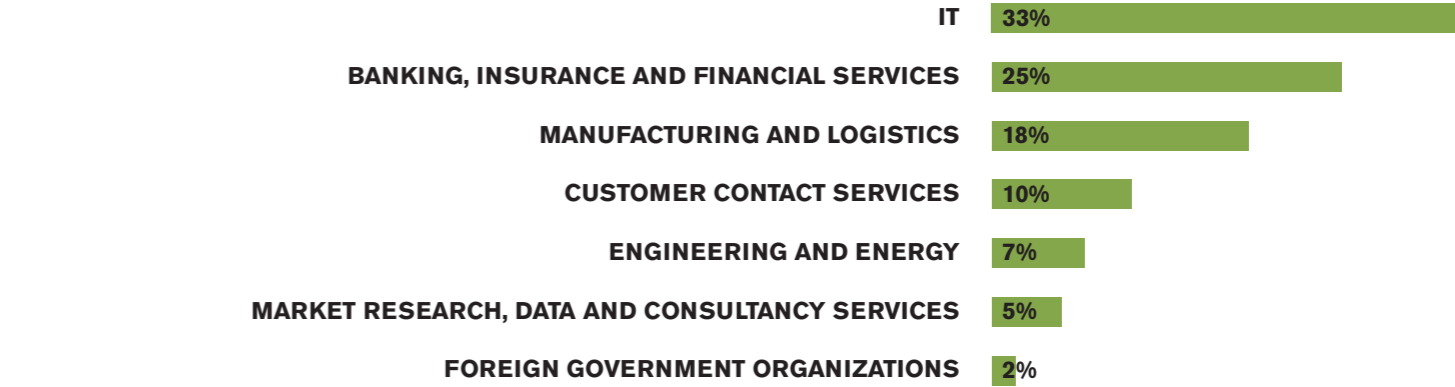 IT 33%
BANKING, INSURANCE AND FINANCIAL SERVICES 25%
MANUFACTURING AND LOGISTICS 18%
CUSTOMER CONTACT SERVICES 10%
ENGINEERING AND ENERGY 7%
MARKET RESEARCH, DATA AND CONSULTANCY SERVICES 5%
FOREIGN GOVERNMENT ORGANIZATIONS 2%